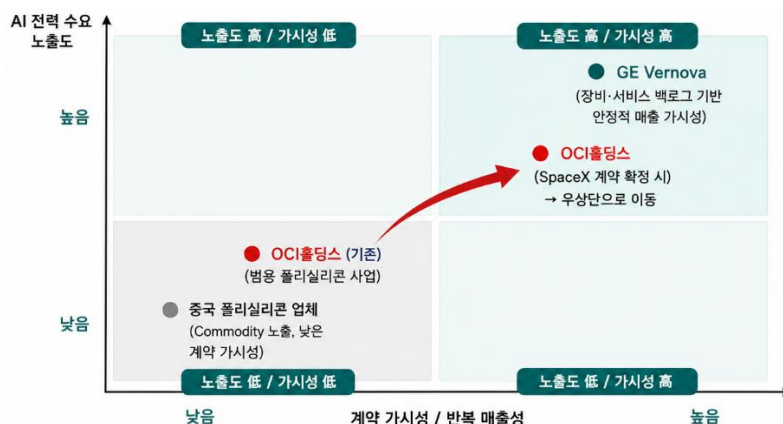 AI 전력 수요
노출도
노출도 高 / 가시성 低
노출도 高 / 가시성 高
GE Vernova
(장비·서비스 백로그 기반
안정적 매출 가시성)
높음
OCI홀딩스
(SpaceX 계약 확정 시)
→ 우상단으로 이동
OCI홀딩스 (기존)
(범용 폴리실리콘 사업)
중국 폴리실리콘 업체
(Commodity 노출, 낮은
계약 가시성)
낮음
노출도 低 / 가시성 低
노출도 低 / 가시성 高
낮음
계약 가시성 / 반복 매출성
높음